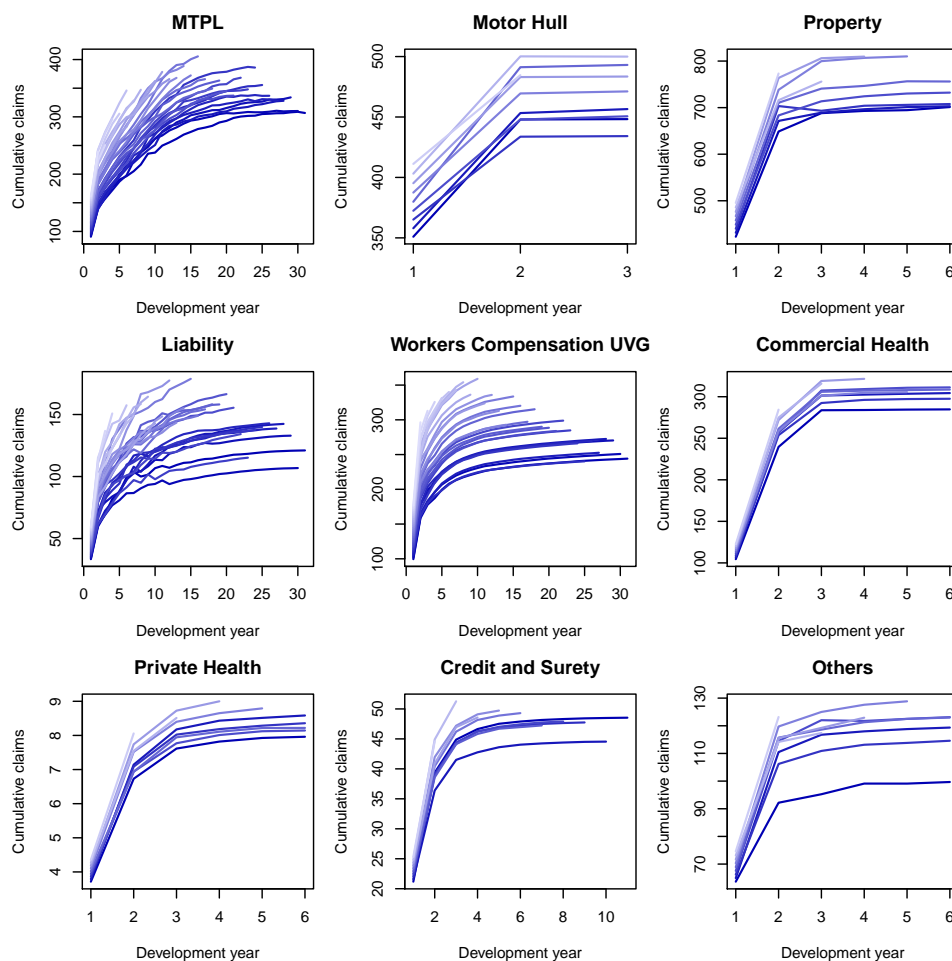 MTPL
Cumulative claims
100 200 300 400
0 5 10 15 20 25 30
Development year
Motor Hull
Cumulative claims
350 400 450 500
1 2 3
Development year
Property
Cumulative claims
500 600 700 800
1 2 3 4 5 6
Development year
Liability
Cumulative claims
50 100 150
0 5 10 15 20 25 30
Development year
Workers Compensation UVG
Cumulative claims
100 200 300
0 5 10 15 20 25 30
Development year
Commercial Health
Cumulative claims
100 150 200 250 300
1 2 3 4 5 6
Development year
Private Health
Cumulative claims
4 5 6 7 8 9
1 2 3 4 5 6
Development year
Credit and Surety
Cumulative claims
20 25 30 35 40 45 50
2 4 6 8 10
Development year
Others
Cumulative claims
70 90 110 130
1 2 3 4 5 6
Development year